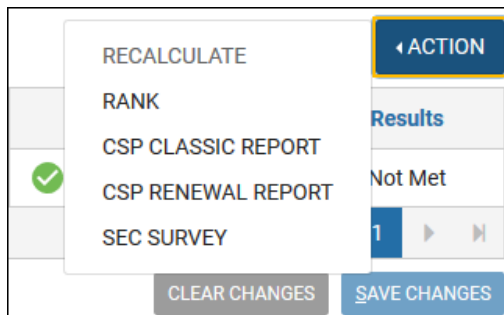 RECALCULATE
ACTION
RANK
Results
CSP CLASSIC REPORT
CSP RENEWAL REPORT
Not Met
SEC SURVEY
1
CLEAR CHANGES
SAVE CHANGES